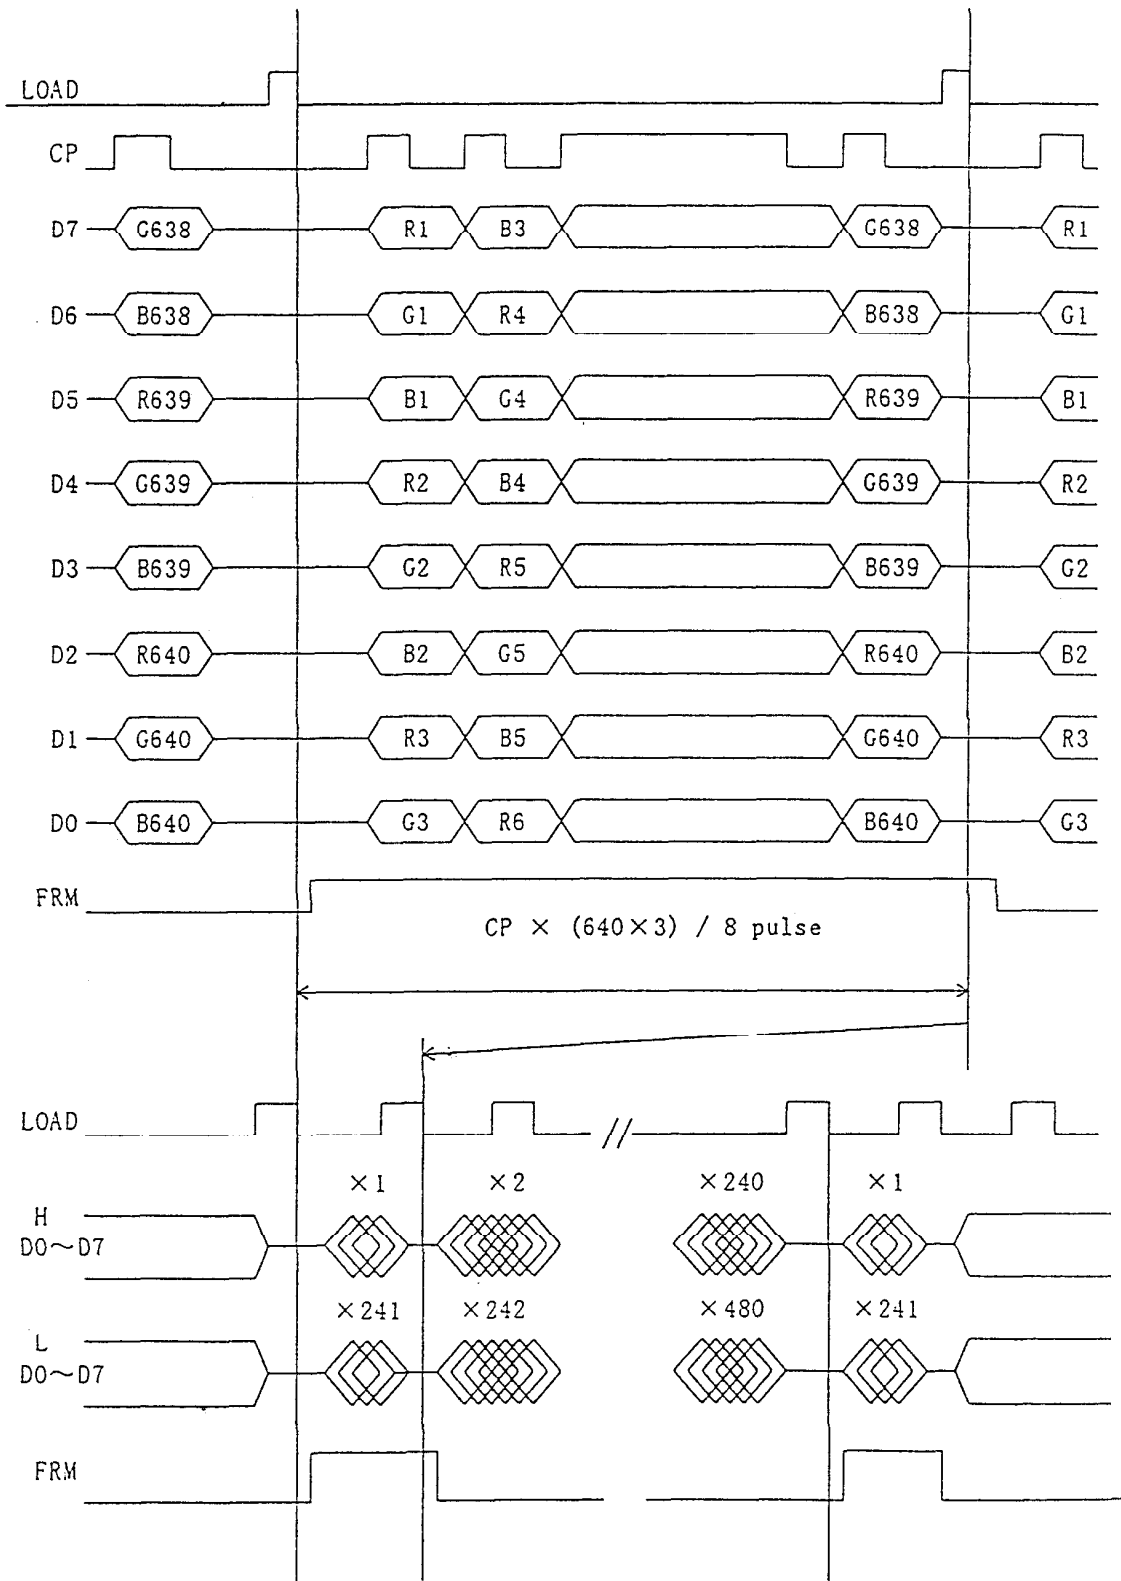 LOAD
CP
D7 G638 R1 B3 G638 R1
D6 B638 G1 R4 B638 G1
D5 R639 B1 G4 R639 B1
D4 G639 R2 B4 G639 R2
D3 B639 G2 R5 B639 G2
D2 R640 B2 G5 R640 B2
D1 G640 R3 B5 G640 R3
D0 B640 G3 R6 B640 G3
FRM
CP × (640×3) / 8 pulse
LOAD
×1 ×2 ×240 ×1
H
D0~D7
×241 ×242 ×480 ×241
L
D0~D7
FRM